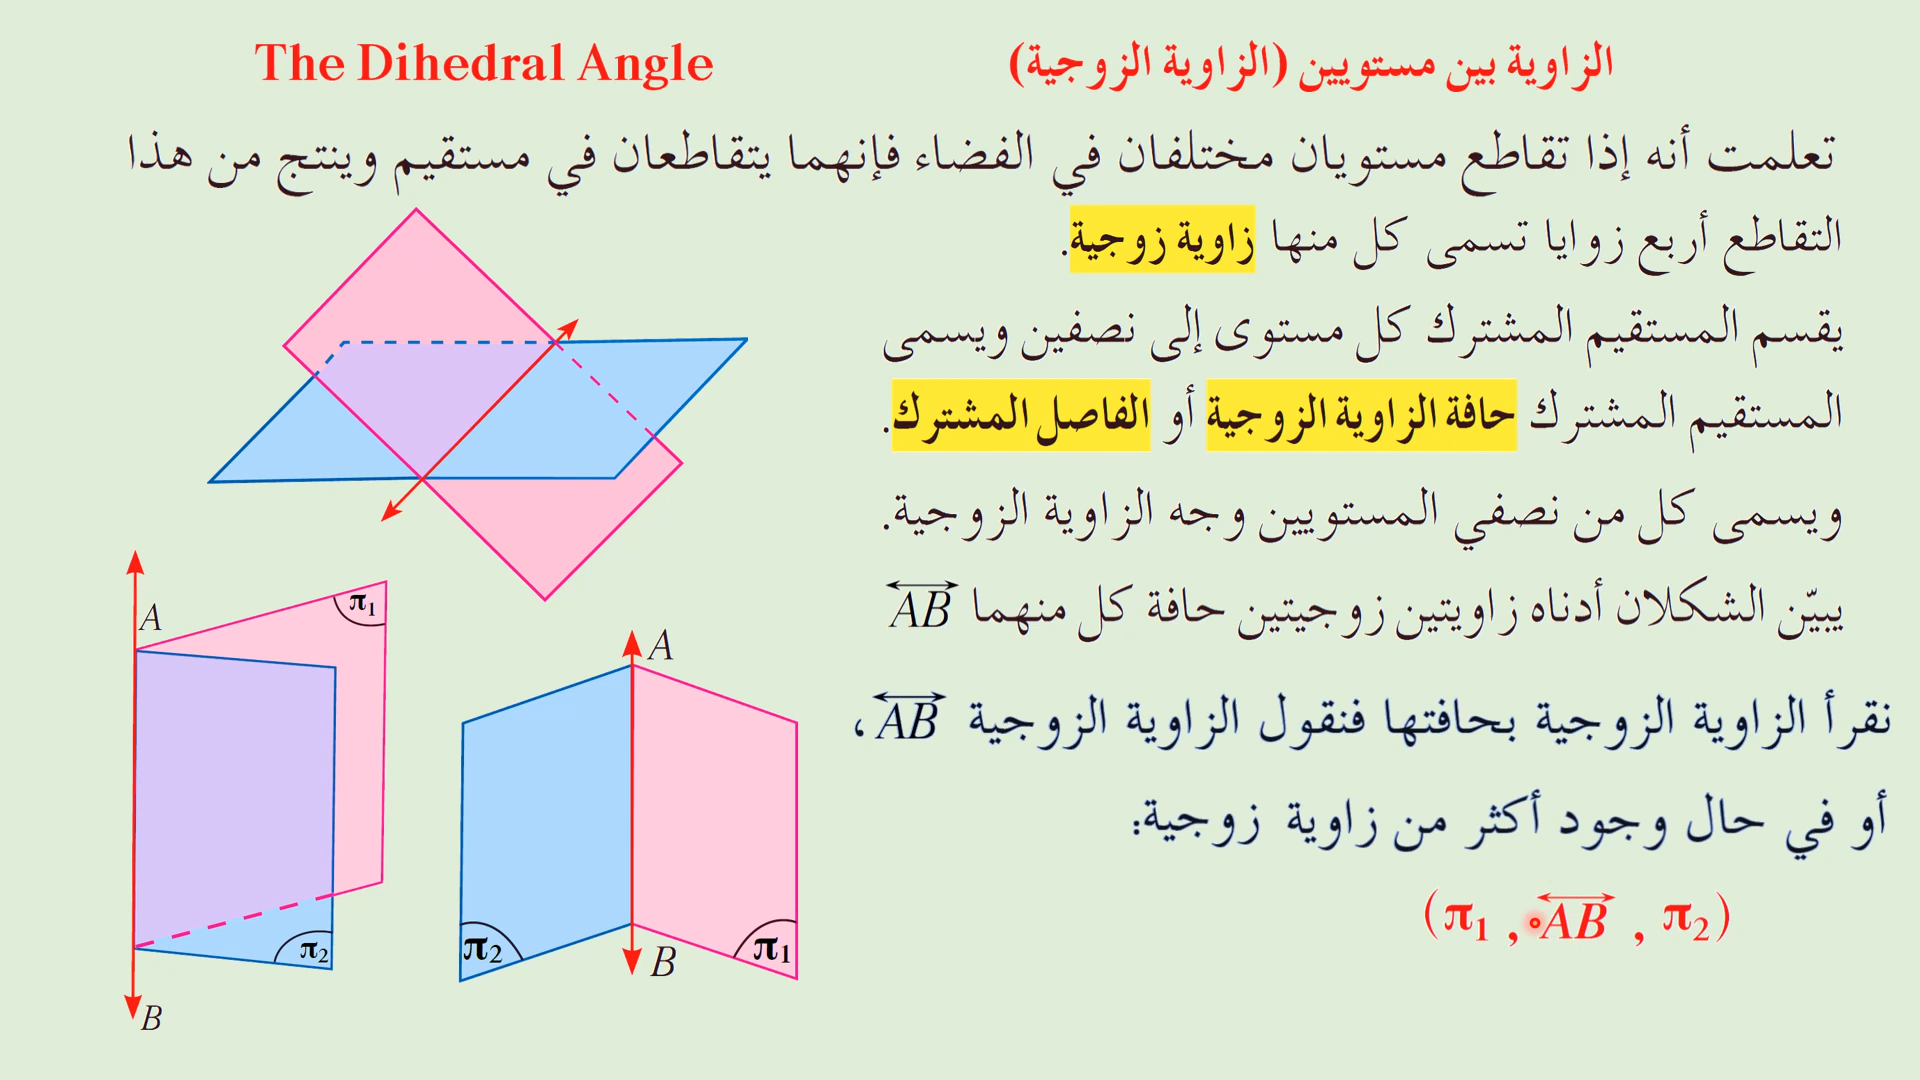 الزاوية بين مستويين (الزاوية الزوجية)
The Dihedral Angle
تعلمت أنه إذا تقاطع مستويان مختلفان في الفضاء فإنهما يتقاطعان في مستقيم وينتج من هذا
التقاطع أربع زوايا تسمى كل منها زاوية زوجية.
يقسم المستقيم المشترك كل مستوى إلى نصفين ويسمى
المستقيم المشترك حافة الزاوية الزوجية أو الفاصل المشترك.
ويسمى كل من نصفي المستويين وجه الزاوية الزوجية.
يبيّن الشكلان أدناه زاويتين زوجيتين حافة كل منهما \overleftrightarrow{AB}
نقرأ الزاوية الزوجية بحافتها فنقول الزاوية الزوجية \overleftrightarrow{AB}،
أو في حال وجود أكثر من زاوية زوجية:
(π₁ , \overleftrightarrow{AB} , π₂)
A
π₁
π₂
B
A
π₂
π₁
B